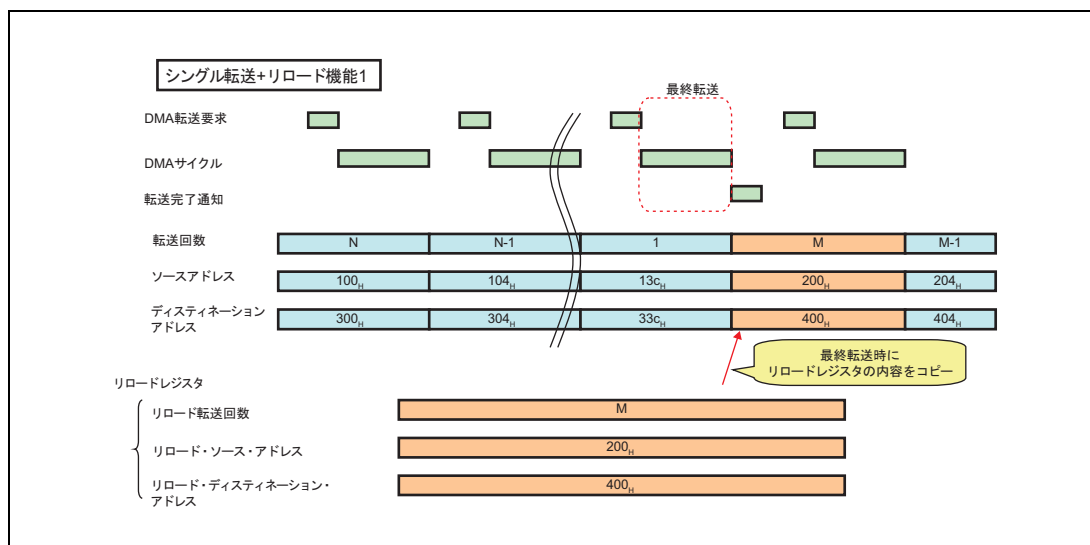 シングル転送+リロード機能1
最終転送
DMA転送要求
DMAサイクル
転送完了通知
転送回数 N N-1 1 M M-1
ソースアドレス 100H 104H 13cH 200H 204H
ディスティネーション
アドレス 300H 304H 33cH 400H 404H
最終転送時に
リロードレジスタの内容をコピー
リロードレジスタ
リロード転送回数 M
リロード・ソース・アドレス 200H
リロード・ディスティネーション・
アドレス 400H